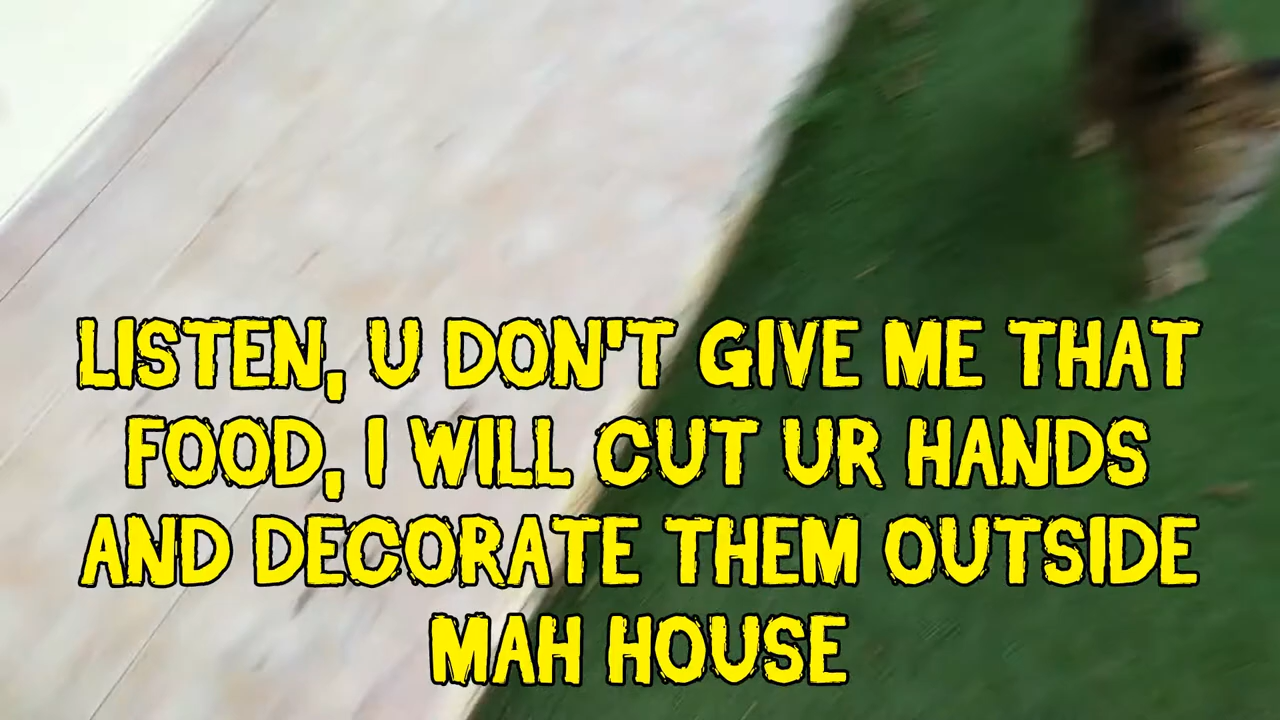 LISTEN, U DON'T GIVE ME THAT
FOOD, I WILL CUT UR HANDS
AND DECORATE THEM OUTSIDE
MAH HOUSE